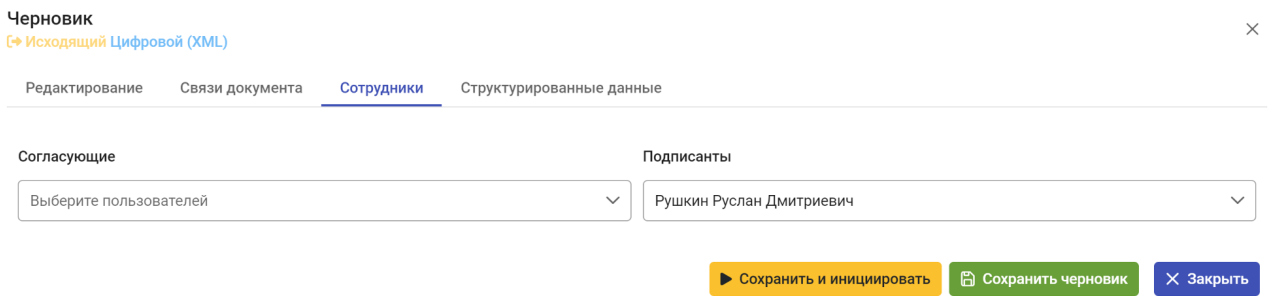 Черновик
Исходящий Цифровой (XML)
Редактирование Связи документа Сотрудники Структурированные данные
Согласующие Подписанты
Выберите пользователей Рушкин Руслан Дмитриевич
Сохранить и инициировать Сохранить черновик Закрыть